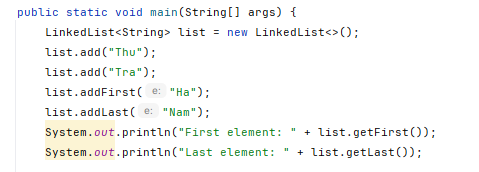 public static void main(String[] args) {
LinkedList<String> list = new LinkedList<>();
list.add("Thu");
list.add("Tra");
list.addFirst( e: "Ha");
list.addLast( e: "Nam");
System.out.println("First element: " + list.getFirst());
System.out.println("Last element: " + list.getLast());